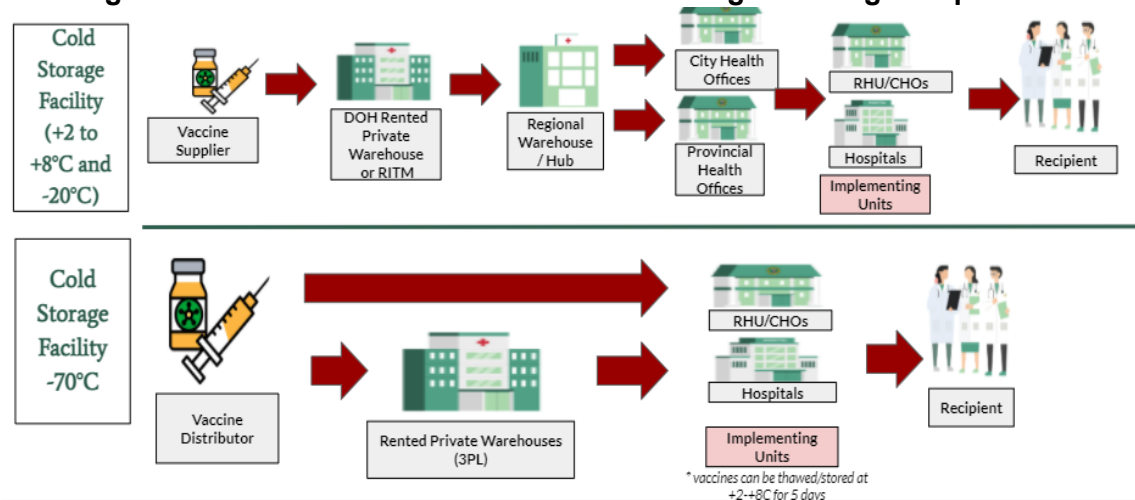 Cold
Storage
Facility
(+2 to
+8°C and
-20°C)
Vaccine
Supplier
DOH Rented
Private
Warehouse
or RITM
Regional
Warehouse
/ Hub
City Health
Offices
Provincial
Health
Offices
RHU/CHOs
Hospitals
Implementing
Units
Recipient
Cold
Storage
Facility
-70°C
Vaccine
Distributor
Rented Private Warehouses
(3PL)
RHU/CHOs
Hospitals
Implementing
Units
* vaccines can be thawed/stored at
+2-+8C for 5 days
Recipient